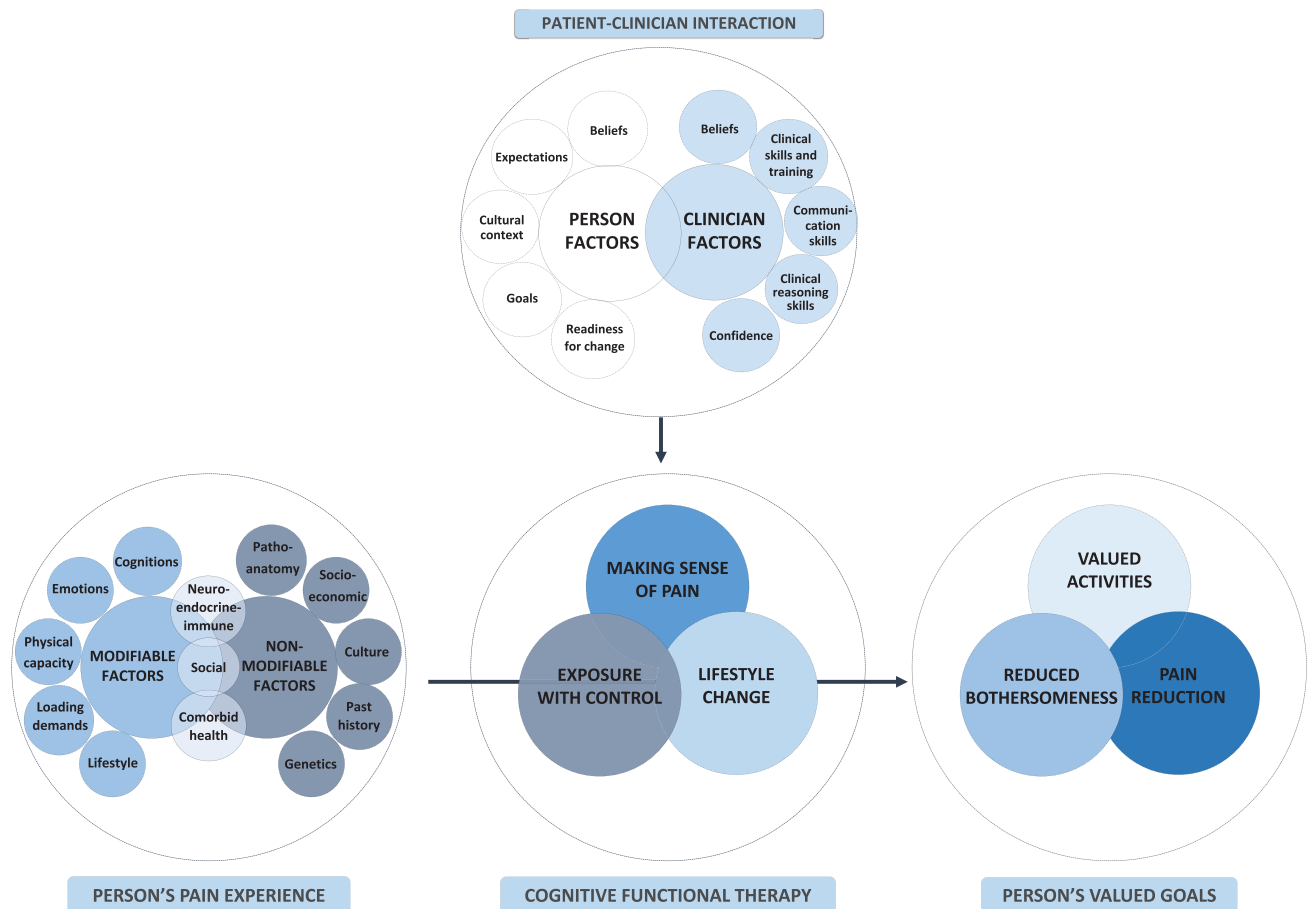 PATIENT-CLINICIAN INTERACTION
Beliefs
Expectations
Cultural
context
Goals
Readiness
for change
PERSON
FACTORS
CLINICIAN
FACTORS
Beliefs
Clinical
skills and
training
Communi-
cation
skills
Clinical
reasoning
skills
Confidence
Cognitions
Emotions
Physical
capacity
Loading
demands
Lifestyle
MODIFIABLE
FACTORS
Neuro-
endocrine-
immune
Social
Comorbid
health
NON-
MODIFIABLE
FACTORS
Patho-
anatomy
Socio-
economic
Culture
Past
history
Genetics
PERSON'S PAIN EXPERIENCE
MAKING SENSE
OF PAIN
EXPOSURE
WITH CONTROL
LIFESTYLE
CHANGE
COGNITIVE FUNCTIONAL THERAPY
VALUED
ACTIVITIES
REDUCED
BOTHERSOMENESS
PAIN
REDUCTION
PERSON'S VALUED GOALS